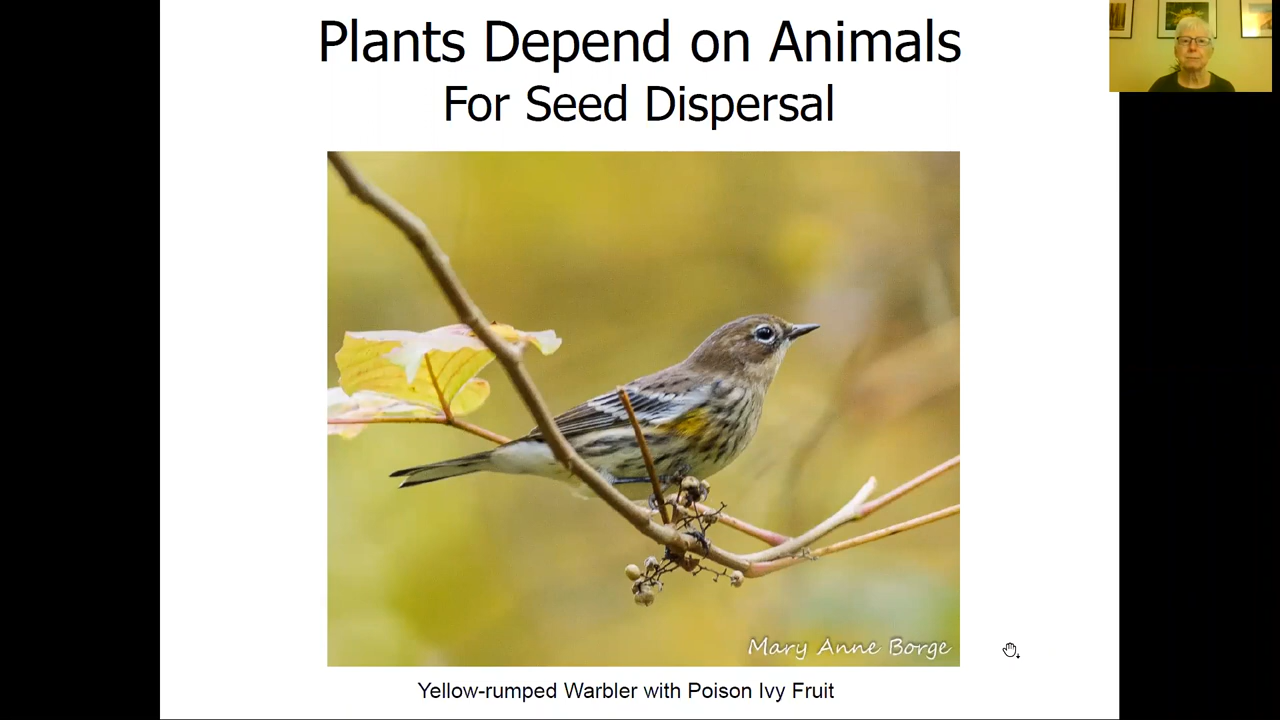 Plants Depend on Animals
For Seed Dispersal
Mary Anne Borge
Yellow-rumped Warbler with Poison Ivy Fruit